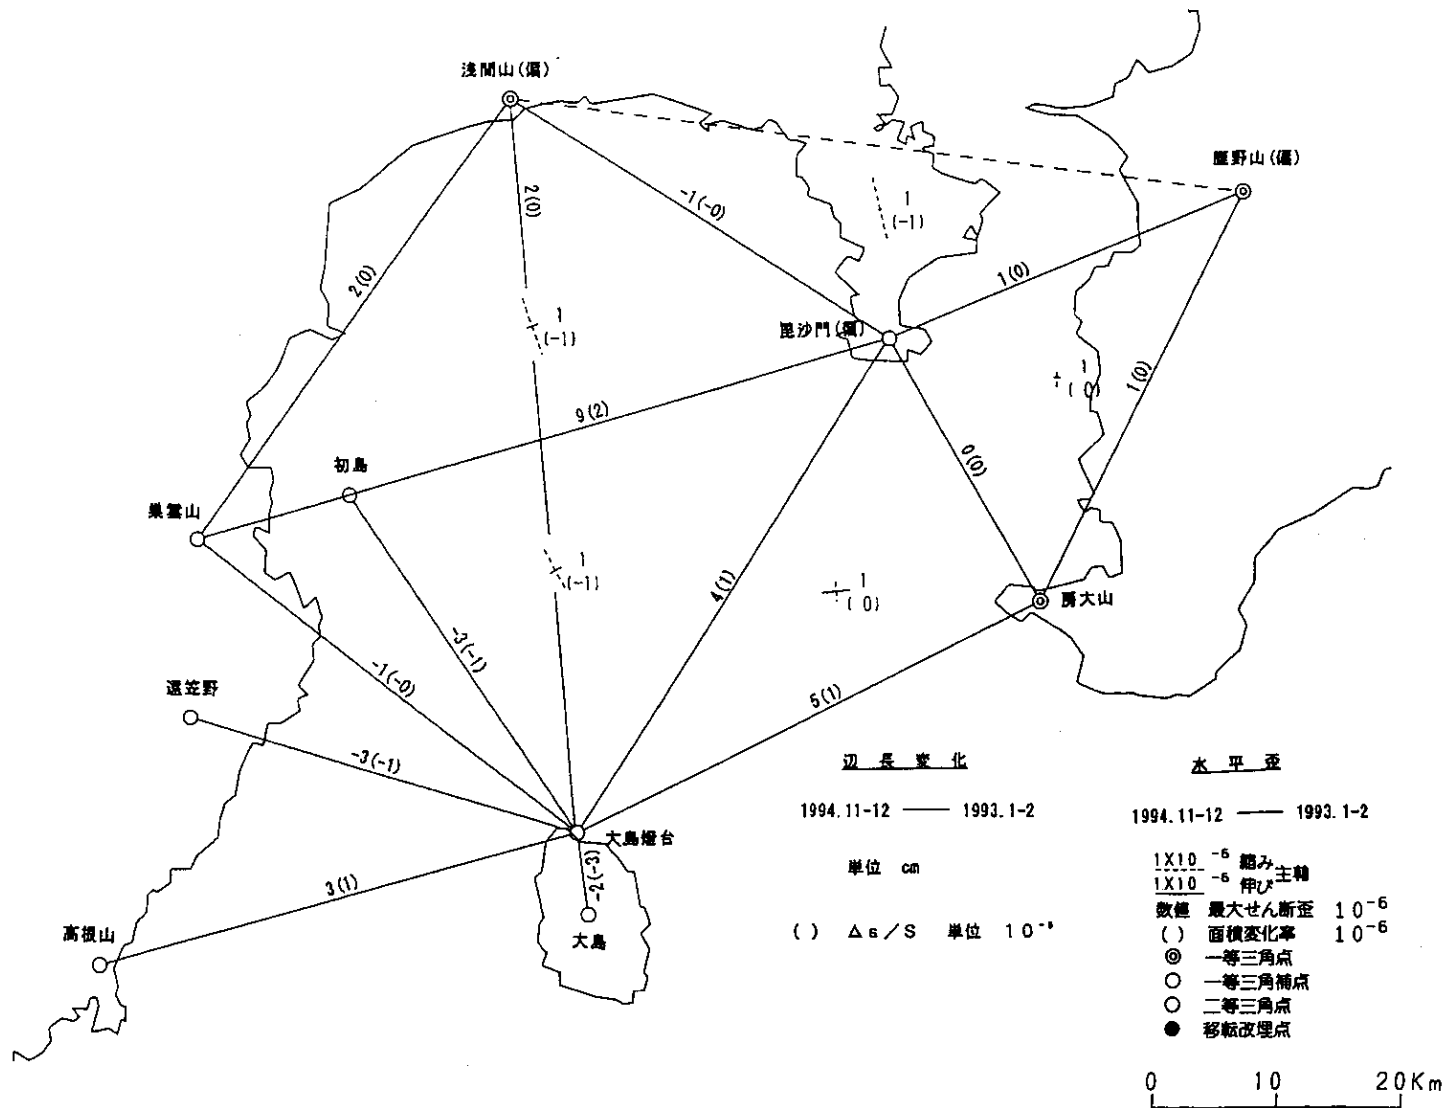 浅間山(偏)
鹿野山(偏)
2(0)
-1(-0)
1
(-1)
1(0)
2(0)
1
(-1)
毘沙門(偏)
1
(0)
1(0)
9(2)
初島
0(0)
巣雲山
1
(-1)
4(1)
1
(0)
房大山
-3(-1)
-1(-0)
遠笠野
5(1)
-3(-1)
大島燈台
-2(-3)
3(1)
大島
高根山
辺長変化
1994.11-12 —— 1993.1-2
単位 cm
( ) Δs/S 単位 10⁻⁶
水平歪
1994.11-12 —— 1993.1-2
1X10⁻⁶ 縮み
主軸
1X10⁻⁶ 伸び
数値 最大せん断歪 10⁻⁶
( ) 面積変化率 10⁻⁶
◎ 一等三角点
○ 一等三角補点
○ 二等三角点
● 移転改埋点
0 10 20Km